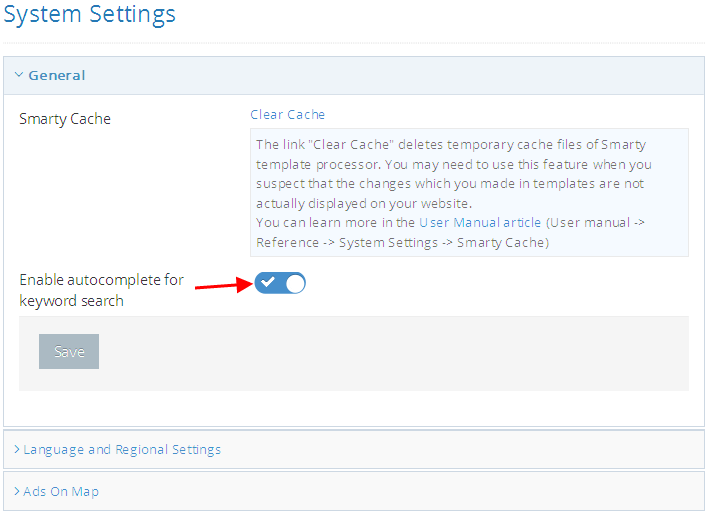 System Settings
General
Smarty Cache
Clear Cache
The link "Clear Cache" deletes temporary cache files of Smarty
template processor. You may need to use this feature when you
suspect that the changes which you made in templates are not
actually displayed on your website.
You can learn more in the User Manual article (User manual ->
Reference -> System Settings -> Smarty Cache)
Enable autocomplete for
keyword search
Save
Language and Regional Settings
Ads On Map